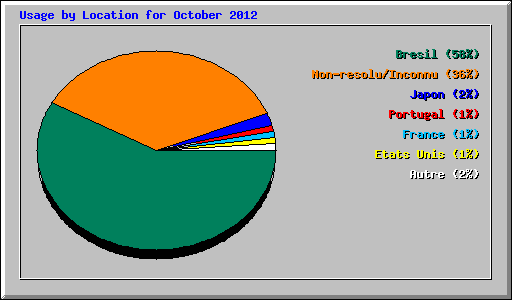 Usage by Location for October 2012
Bresil (58%)
Non-resolu/Inconnu (36%)
Japon (2%)
Portugal (1%)
France (1%)
Etats Unis (1%)
Autre (2%)